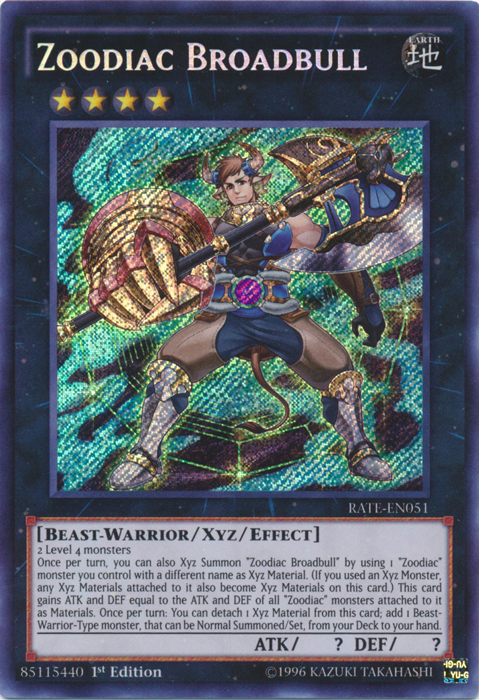 ZOODIAC BROADBULL
EARTH
地
RATE-EN051
[BEAST-WARRIOR/XYZ/EFFECT]
2 Level 4 monsters
Once per turn, you can also Xyz Summon "Zoodiac Broadbull" by using 1 "Zoodiac"
monster you control with a different name as Xyz Material. (If you used an Xyz Monster,
any Xyz Materials attached to it also become Xyz Materials on this card.) This card
gains ATK and DEF equal to the ATK and DEF of all "Zoodiac" monsters attached to it
as Materials. Once per turn: You can detach 1 Xyz Material from this card; add 1 Beast-
Warrior-Type monster, that can be Normal Summoned/Set, from your Deck to your hand.
ATK/ ? DEF/ ?
85115440 1st Edition ©1996 KAZUKI TAKAHASHI